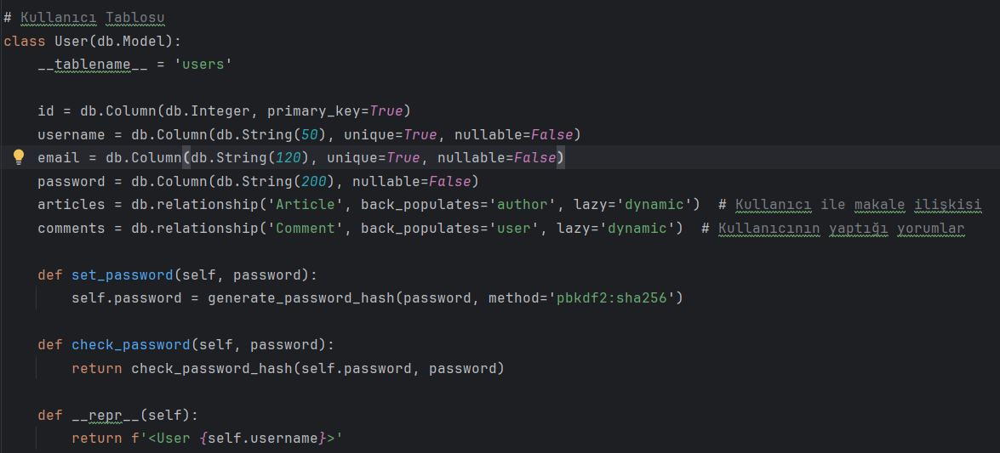 # Kullanıcı Tablosu
class User(db.Model):
    __tablename__ = 'users'

    id = db.Column(db.Integer, primary_key=True)
    username = db.Column(db.String(50), unique=True, nullable=False)
    email = db.Column(db.String(120), unique=True, nullable=False)
    password = db.Column(db.String(200), nullable=False)
    articles = db.relationship('Article', back_populates='author', lazy='dynamic')  # Kullanıcı ile makale ilişkisi
    comments = db.relationship('Comment', back_populates='user', lazy='dynamic')  # Kullanıcının yaptığı yorumlar

    def set_password(self, password):
        self.password = generate_password_hash(password, method='pbkdf2:sha256')

    def check_password(self, password):
        return check_password_hash(self.password, password)

    def __repr__(self):
        return f'<User {self.username}>'